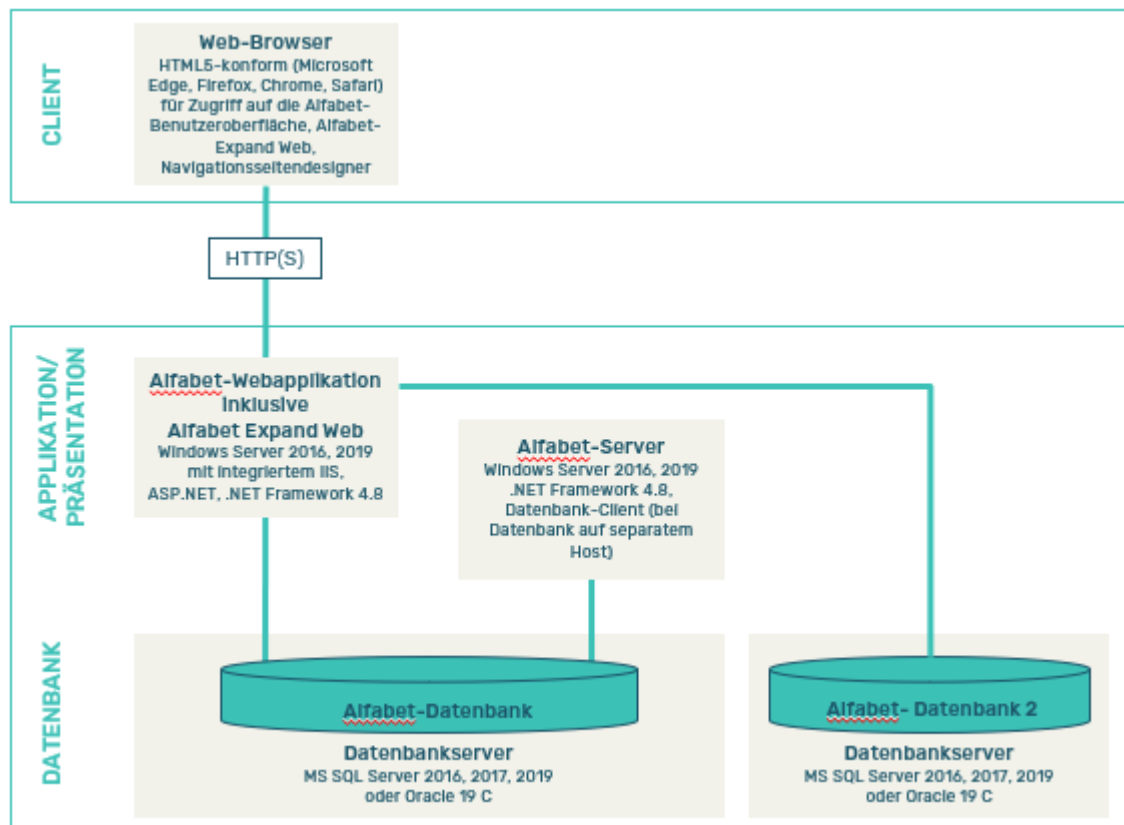 CLIENT
Web-Browser
HTML5-konform (Microsoft
Edge, Firefox, Chrome, Safari)
für Zugriff auf die Alfabet-
Benutzeroberfläche, Alfabet-
Expand Web,
Navigationsseitendesigner
HTTP(S)
APPLIKATION/
PRÄSENTATION
Alfabet-Webapplikation
inklusive
Alfabet Expand Web
Windows Server 2016, 2019
mit integriertem IIS,
ASP.NET, .NET Framework 4.8
Alfabet-Server
Windows Server 2016, 2019
.NET Framework 4.8,
Datenbank-Client (bei
Datenbank auf separatem
Host)
DATENBANK
Alfabet-Datenbank
Datenbankserver
MS SQL Server 2016, 2017, 2019
oder Oracle 19 C
Alfabet- Datenbank 2
Datenbankserver
MS SQL Server 2016, 2017, 2019
oder Oracle 19 C